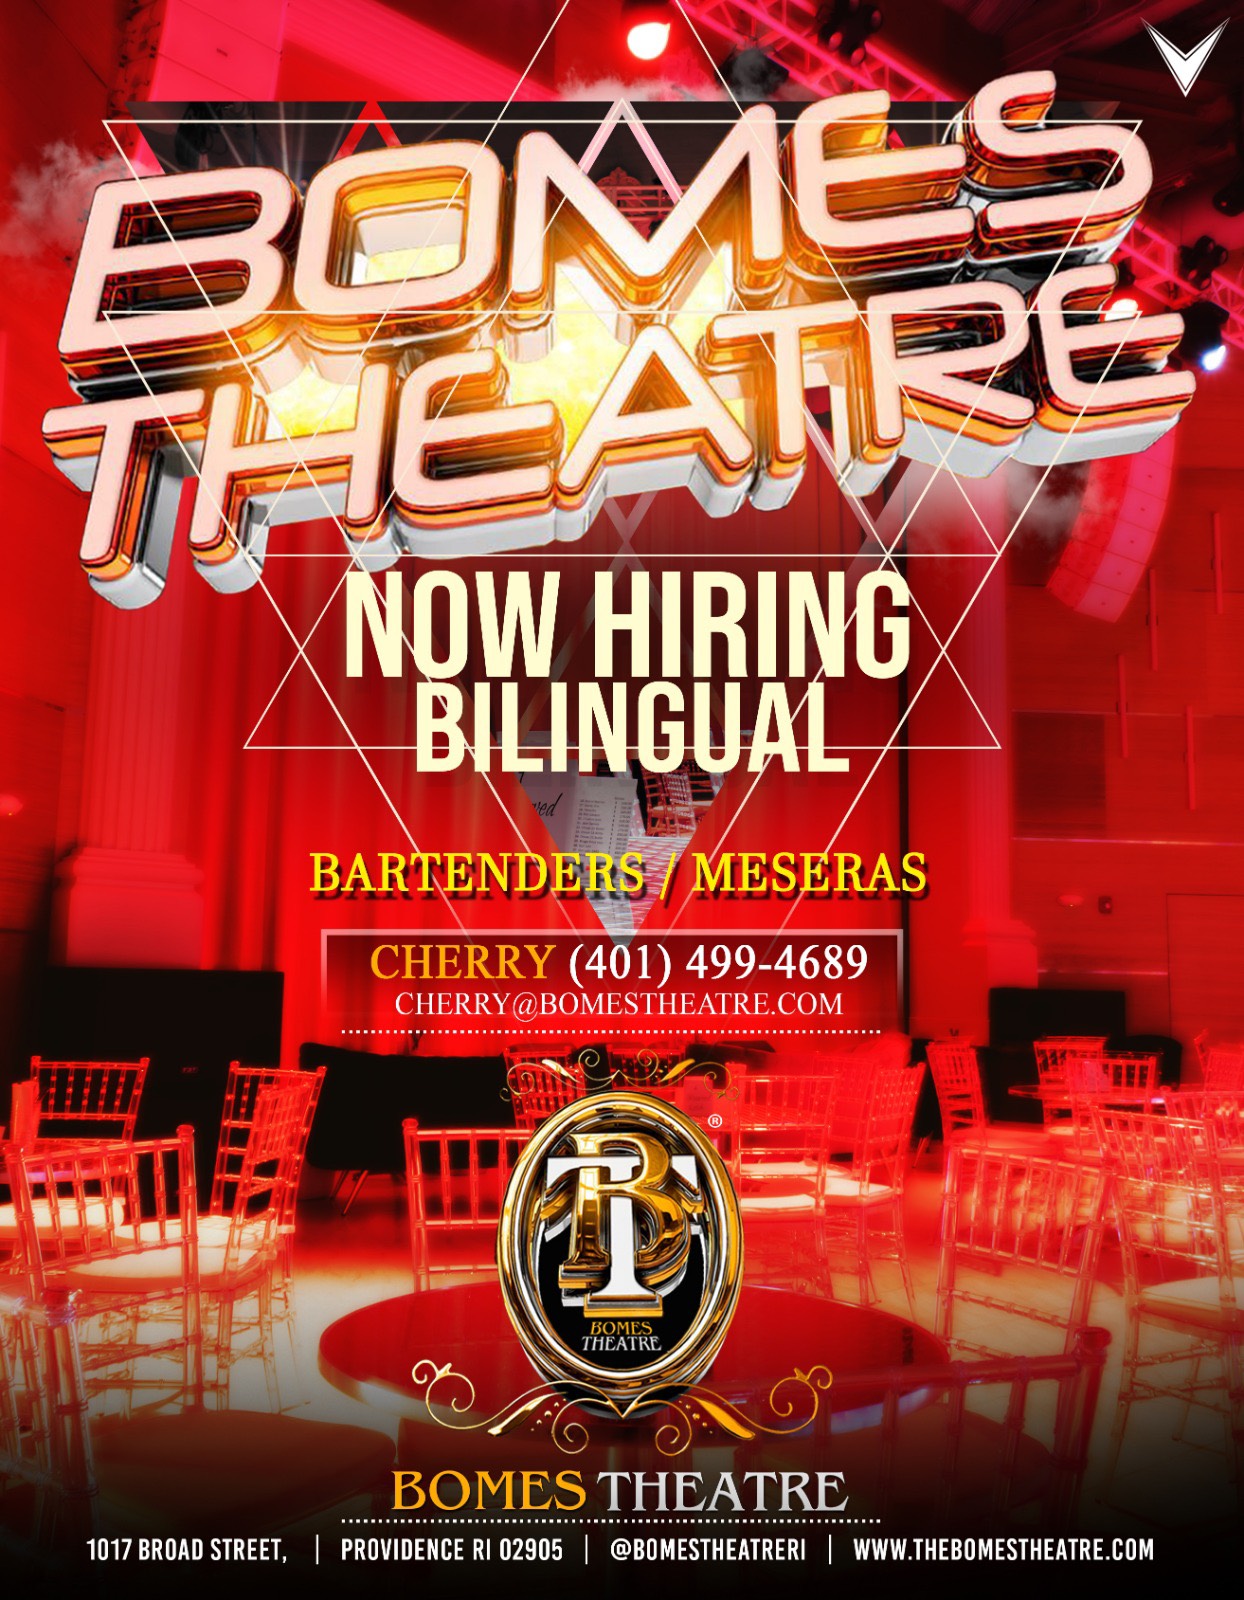 BOMES
THEATRE
NOW HIRING
BILINGUAL
BARTENDERS / MESERAS
CHERRY (401) 499-4689
CHERRY@BOMESTHEATRE.COM
®
BT
BOMES
THEATRE
BOMES THEATRE
1017 BROAD STREET, | PROVIDENCE RI 02905 | @BOMESTHEATRERI | WWW.THEBOMESTHEATRE.COM